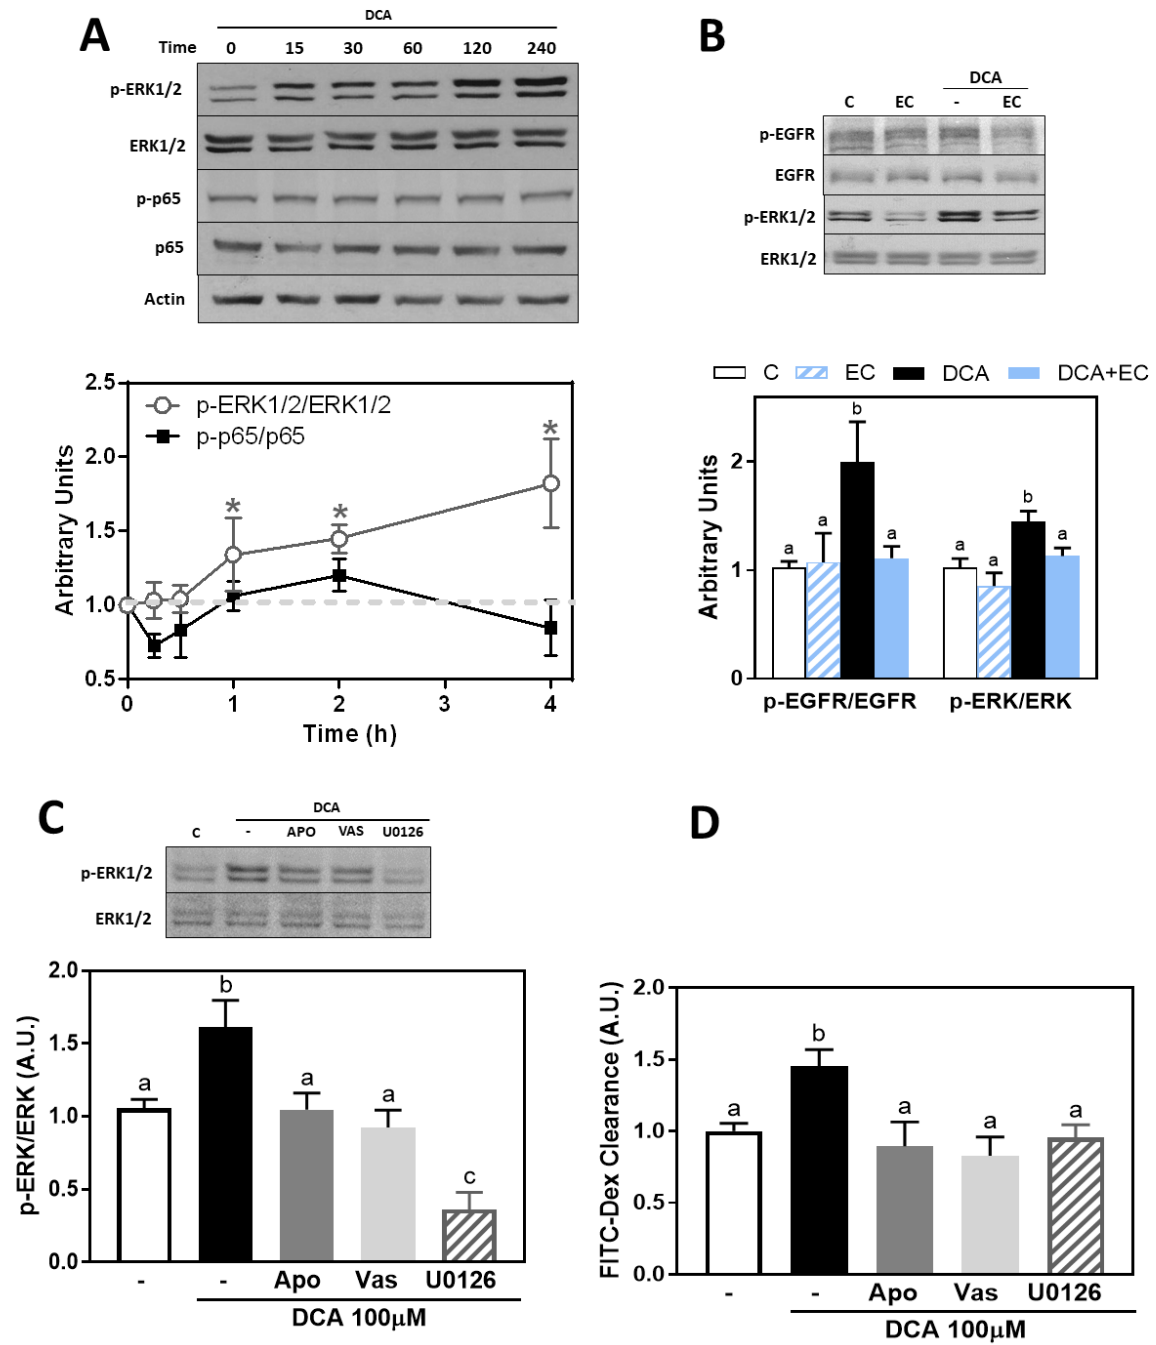 A
DCA
Time 0 15 30 60 120 240
p-ERK1/2
ERK1/2
p-p65
p65
Actin
2.5
2.0
1.5
1.0
0.5
Arbitrary Units
p-ERK1/2/ERK1/2
p-p65/p65
* * *
0 1 2 3 4
Time (h)
B
DCA
C EC - EC
p-EGFR
EGFR
p-ERK1/2
ERK1/2
C EC DCA DCA+EC
Arbitrary Units
2
1
0
a a b a a a b a
p-EGFR/EGFR p-ERK/ERK
C
DCA
C - APO VAS U0126
p-ERK1/2
ERK1/2
p-ERK/ERK (A.U.)
2.0
1.5
1.0
0.5
0.0
a b a a c
- - Apo Vas U0126
DCA 100μM
D
FITC-Dex Clearance (A.U.)
2.0
1.5
1.0
0.5
0.0
a b a a a
- - Apo Vas U0126
DCA 100μM